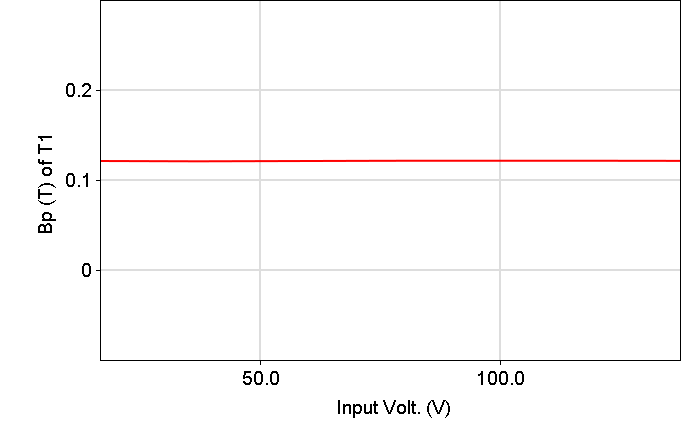 Bp (T) of T1
0.2
0.1
0
50.0
100.0
Input Volt. (V)